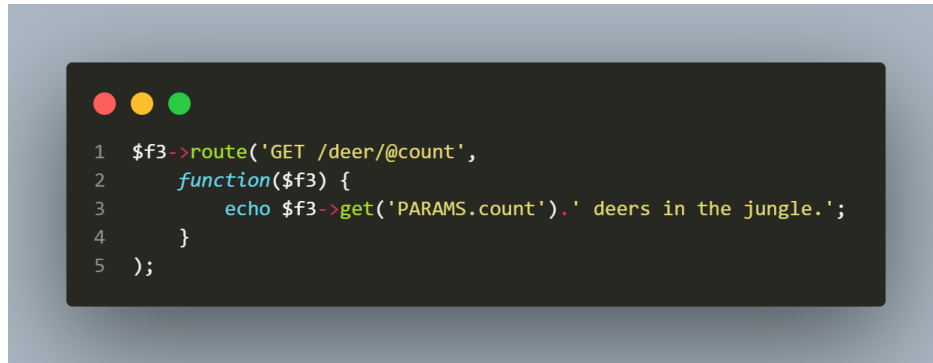 1 $f3->route('GET /deer/@count',
2 function($f3) {
3 echo $f3->get('PARAMS.count').' deers in the jungle.';
4 }
5 );